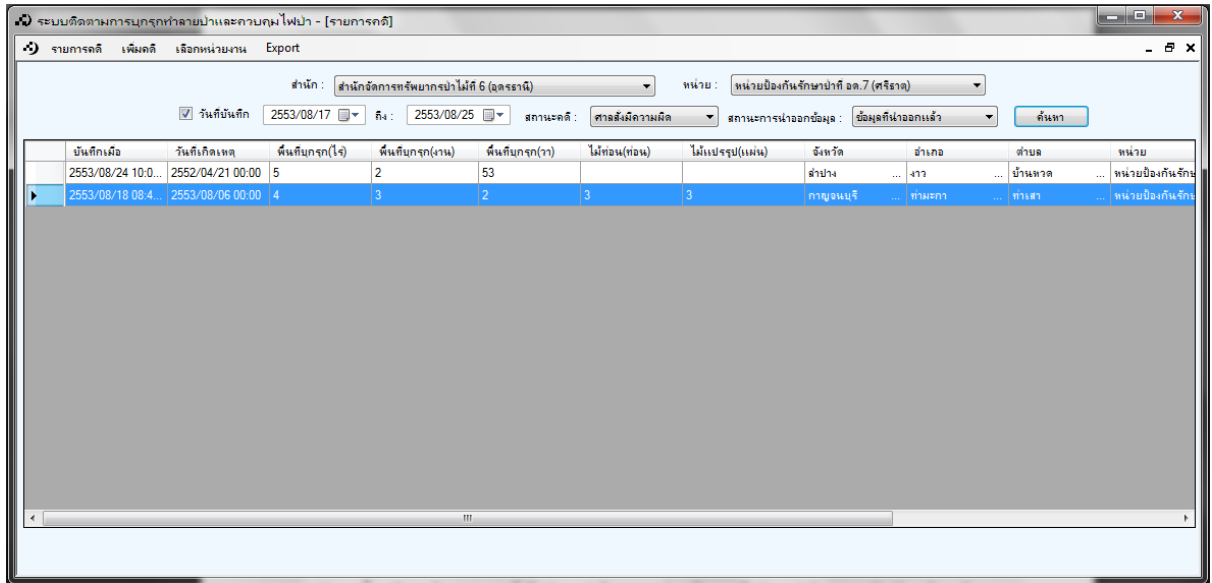 ระบบติดตามการบุกรุกทำลายป่าและควบคุมไฟป่า - [รายการคดี]
รายการคดี เพิ่มคดี เลือกหน่วยงาน Export
สำนัก : สำนักจัดการทรัพยากรป่าไม้ที่ 6 (อุดรธานี) หน่วย : หน่วยป้องกันรักษาป่าที่ อด.7 (ศรีธาตุ)
วันที่บันทึก 2553/08/17 ถึง : 2553/08/25 สถานะคดี : ศาลสั่งมีความผิด สถานะการนำออกข้อมูล : ข้อมูลที่นำออกแล้ว ค้นหา
บันทึกเมื่อ วันที่เกิดเหตุ พื้นที่บุกรุก(ไร่) พื้นที่บุกรุก(งาน) พื้นที่บุกรุก(วา) ไม้ท่อน(ท่อน) ไม้แปรรูป(แผ่น) จังหวัด อำเภอ ตำบล หน่วย
2553/08/24 10:0... 2552/04/21 00:00 5 2 53 ลำปาง ... งาว ... บ้านหวด ... หน่วยป้องกันรักษ
2553/08/18 08:4... 2553/08/06 00:00 4 3 2 3 3 กาญจนบุรี ... ท่ามะกา ... ท่าเสา ... หน่วยป้องกันรักษ